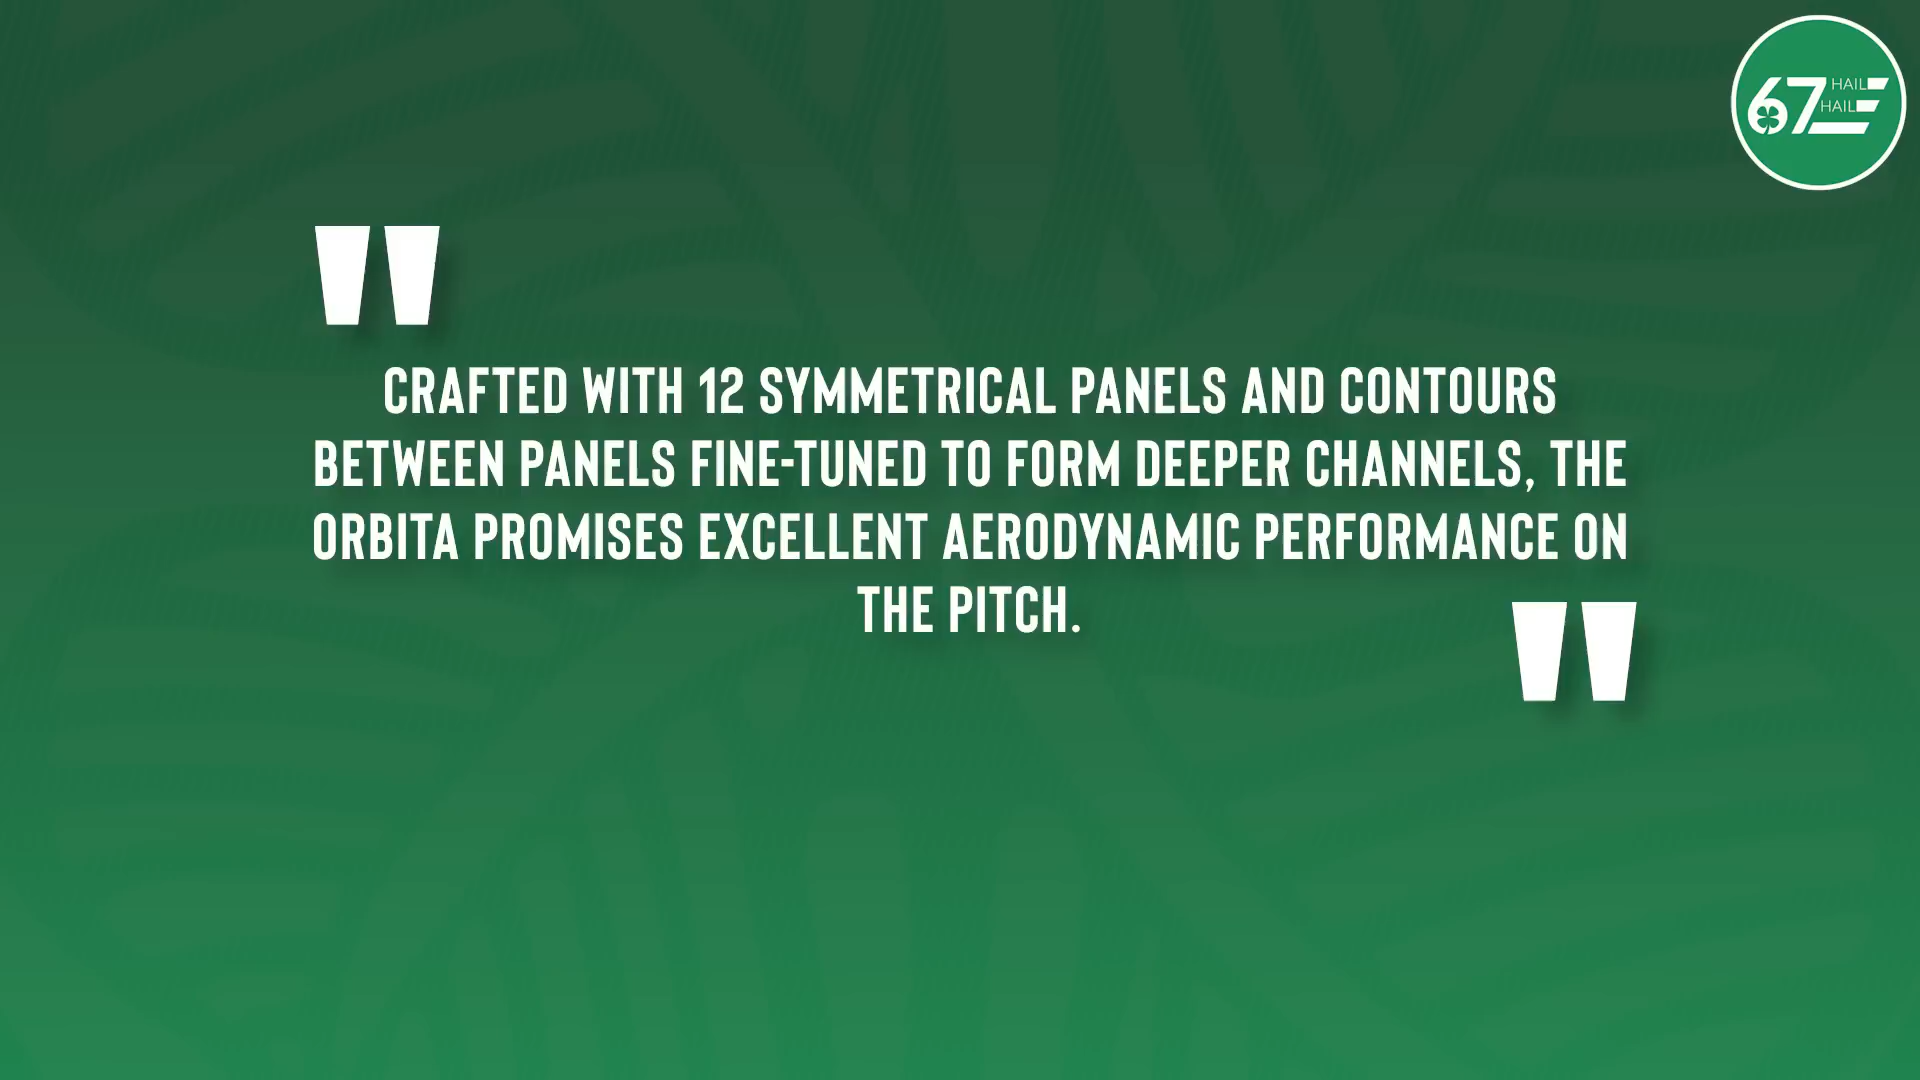 67 HAIL
HAIL
"
CRAFTED WITH 12 SYMMETRICAL PANELS AND CONTOURS
BETWEEN PANELS FINE-TUNED TO FORM DEEPER CHANNELS, THE
ORBITA PROMISES EXCELLENT AERODYNAMIC PERFORMANCE ON
THE PITCH.
"